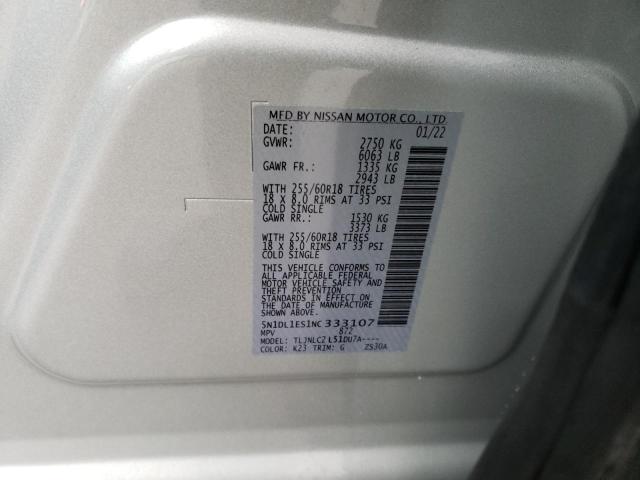 MFD BY NISSAN MOTOR CO., LTD
DATE: 01/22
GVWR: 2750 KG
6063 LB
GAWR FR.: 1335 KG
2943 LB
WITH 255/60R18 TIRES
18 X 8.0 RIMS AT 33 PSI
COLD SINGLE
GAWR RR.: 1530 KG
3373 LB
WITH 255/60R18 TIRES
18 X 8.0 RIMS AT 33 PSI
COLD SINGLE
THIS VEHICLE CONFORMS TO
ALL APPLICABLE FEDERAL
MOTOR VEHICLE SAFETY AND
THEFT PREVENTION
STANDARDS IN EFFECT ON
THE DATE OF MANUFACTURE
SHOWN ABOVE.
5N1DL1ES1NC333107
MPV 872
MODEL: TLJNLCZ L51DU7A----
COLOR: K23 TRIM: G ZS30A